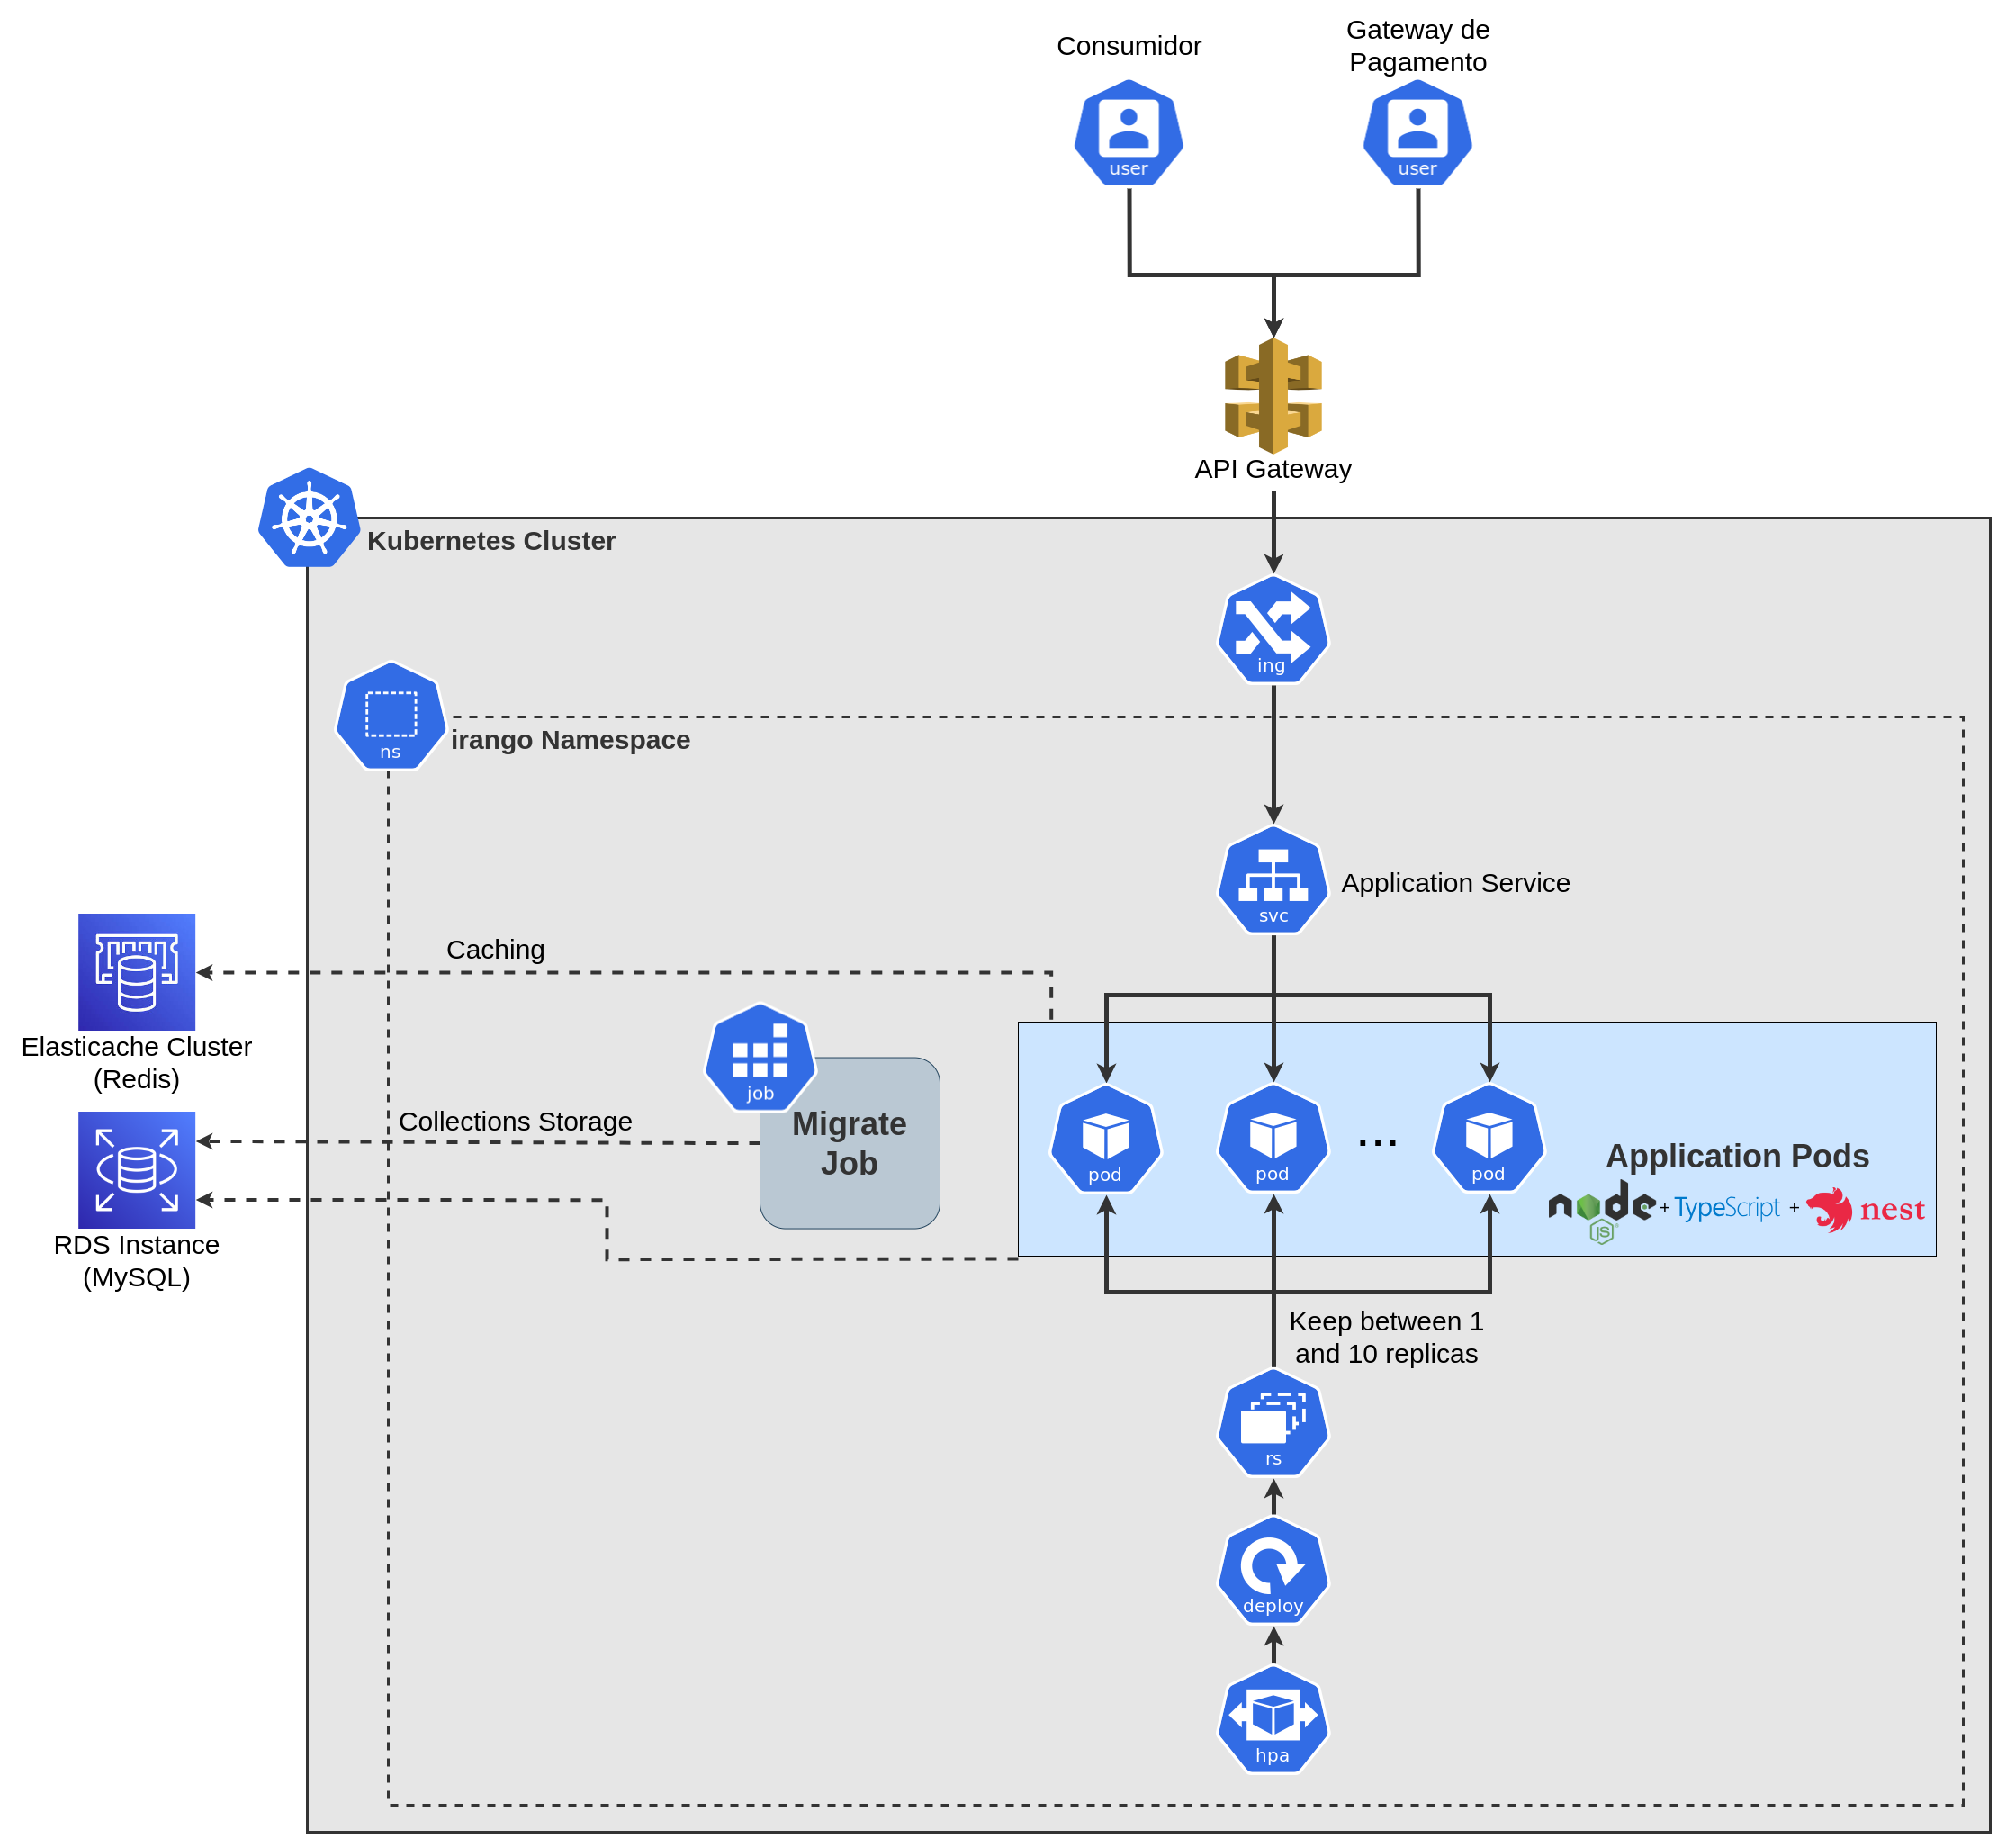 Consumidor
Gateway de
Pagamento
user
user
API Gateway
Kubernetes Cluster
ing
ns
irango Namespace
svc
Application Service
Caching
Elasticache Cluster
(Redis)
job
Migrate
Job
Collections Storage
RDS Instance
(MySQL)
pod
pod
...
pod
Application Pods
node
JS
+
TypeScript
+
nest
Keep between 1
and 10 replicas
rs
deploy
hpa